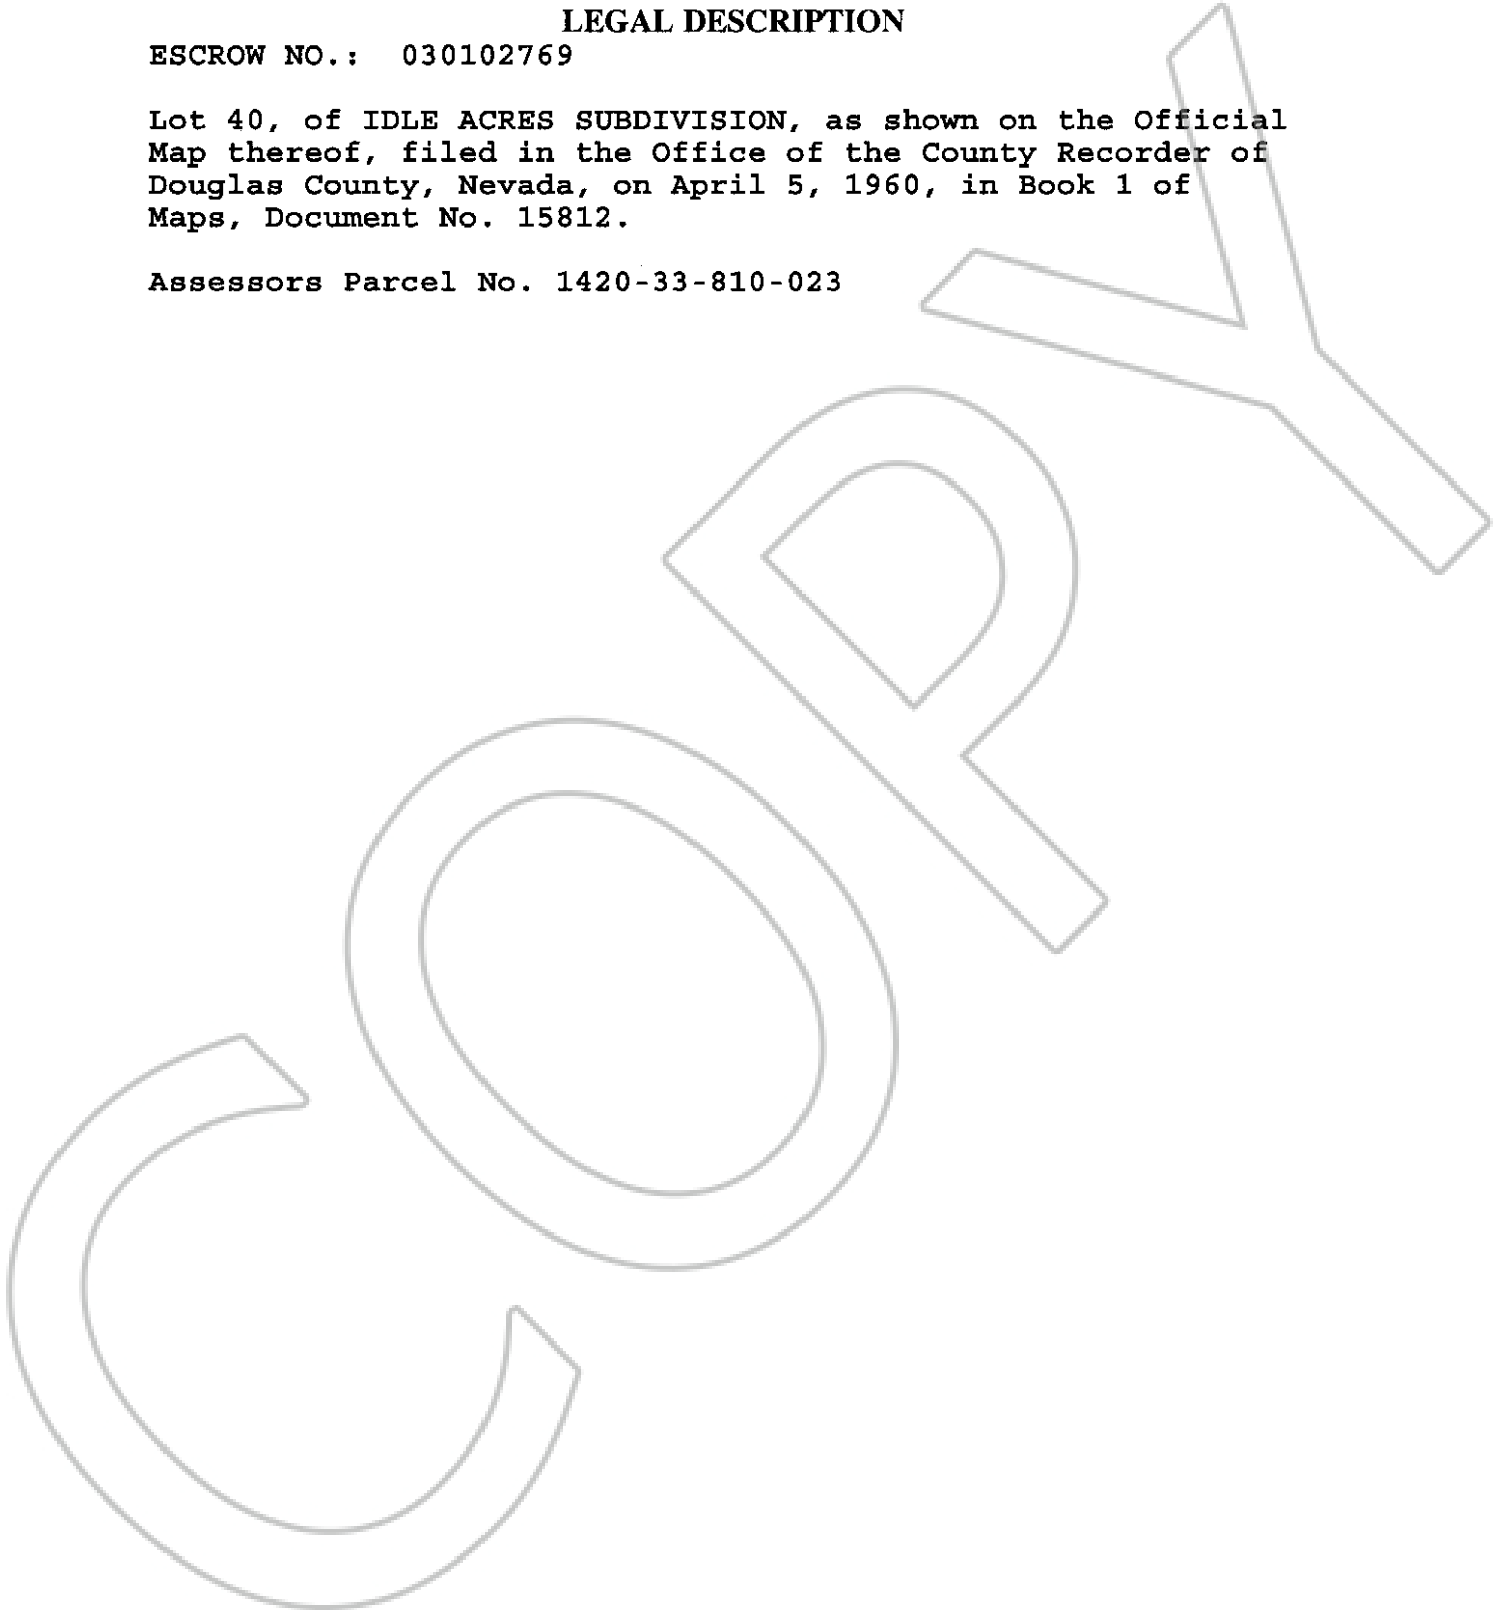 LEGAL DESCRIPTION
ESCROW NO.: 030102769
Lot 40, of IDLE ACRES SUBDIVISION, as shown on the Official
Map thereof, filed in the Office of the County Recorder of
Douglas County, Nevada, on April 5, 1960, in Book 1 of
Maps, Document No. 15812.
Assessors Parcel No. 1420-33-810-023
COPY